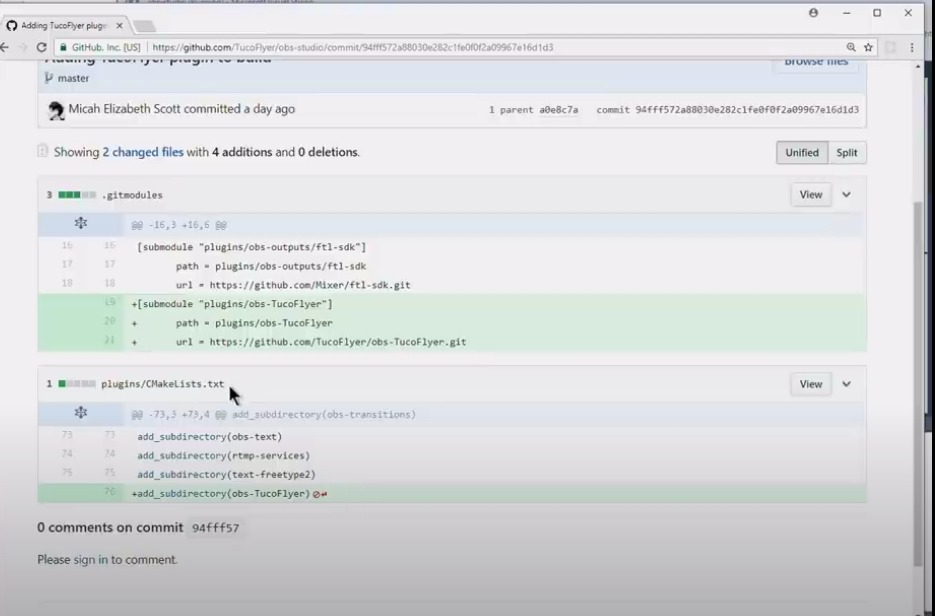 Adding TucoFlyer plugin ×
GitHub, Inc. [US] | https://github.com/TucoFlyer/obs-studio/commit/94fff572a88030e282c1fe0f0f2a09967e16d1d3
Adding TucoFlyer plugin to build
Browse files
master
Micah Elizabeth Scott committed a day ago
1 parent a0e8c7a commit 94fff572a88030e282c1fe0f0f2a09967e16d1d3
Showing 2 changed files with 4 additions and 0 deletions.
Unified Split
3 .gitmodules View
@@ -16,3 +16,6 @@
16 16 [submodule "plugins/obs-outputs/ftl-sdk"]
17 17 path = plugins/obs-outputs/ftl-sdk
18 18 url = https://github.com/Mixer/ftl-sdk.git
19 +[submodule "plugins/obs-TucoFlyer"]
20 + path = plugins/obs-TucoFlyer
21 + url = https://github.com/TucoFlyer/obs-TucoFlyer.git
1 plugins/CMakeLists.txt View
@@ -73,3 +73,4 @@ add_subdirectory(obs-transitions)
73 73 add_subdirectory(obs-text)
74 74 add_subdirectory(rtmp-services)
75 75 add_subdirectory(text-freetype2)
76 +add_subdirectory(obs-TucoFlyer)
0 comments on commit 94fff57
Please sign in to comment.